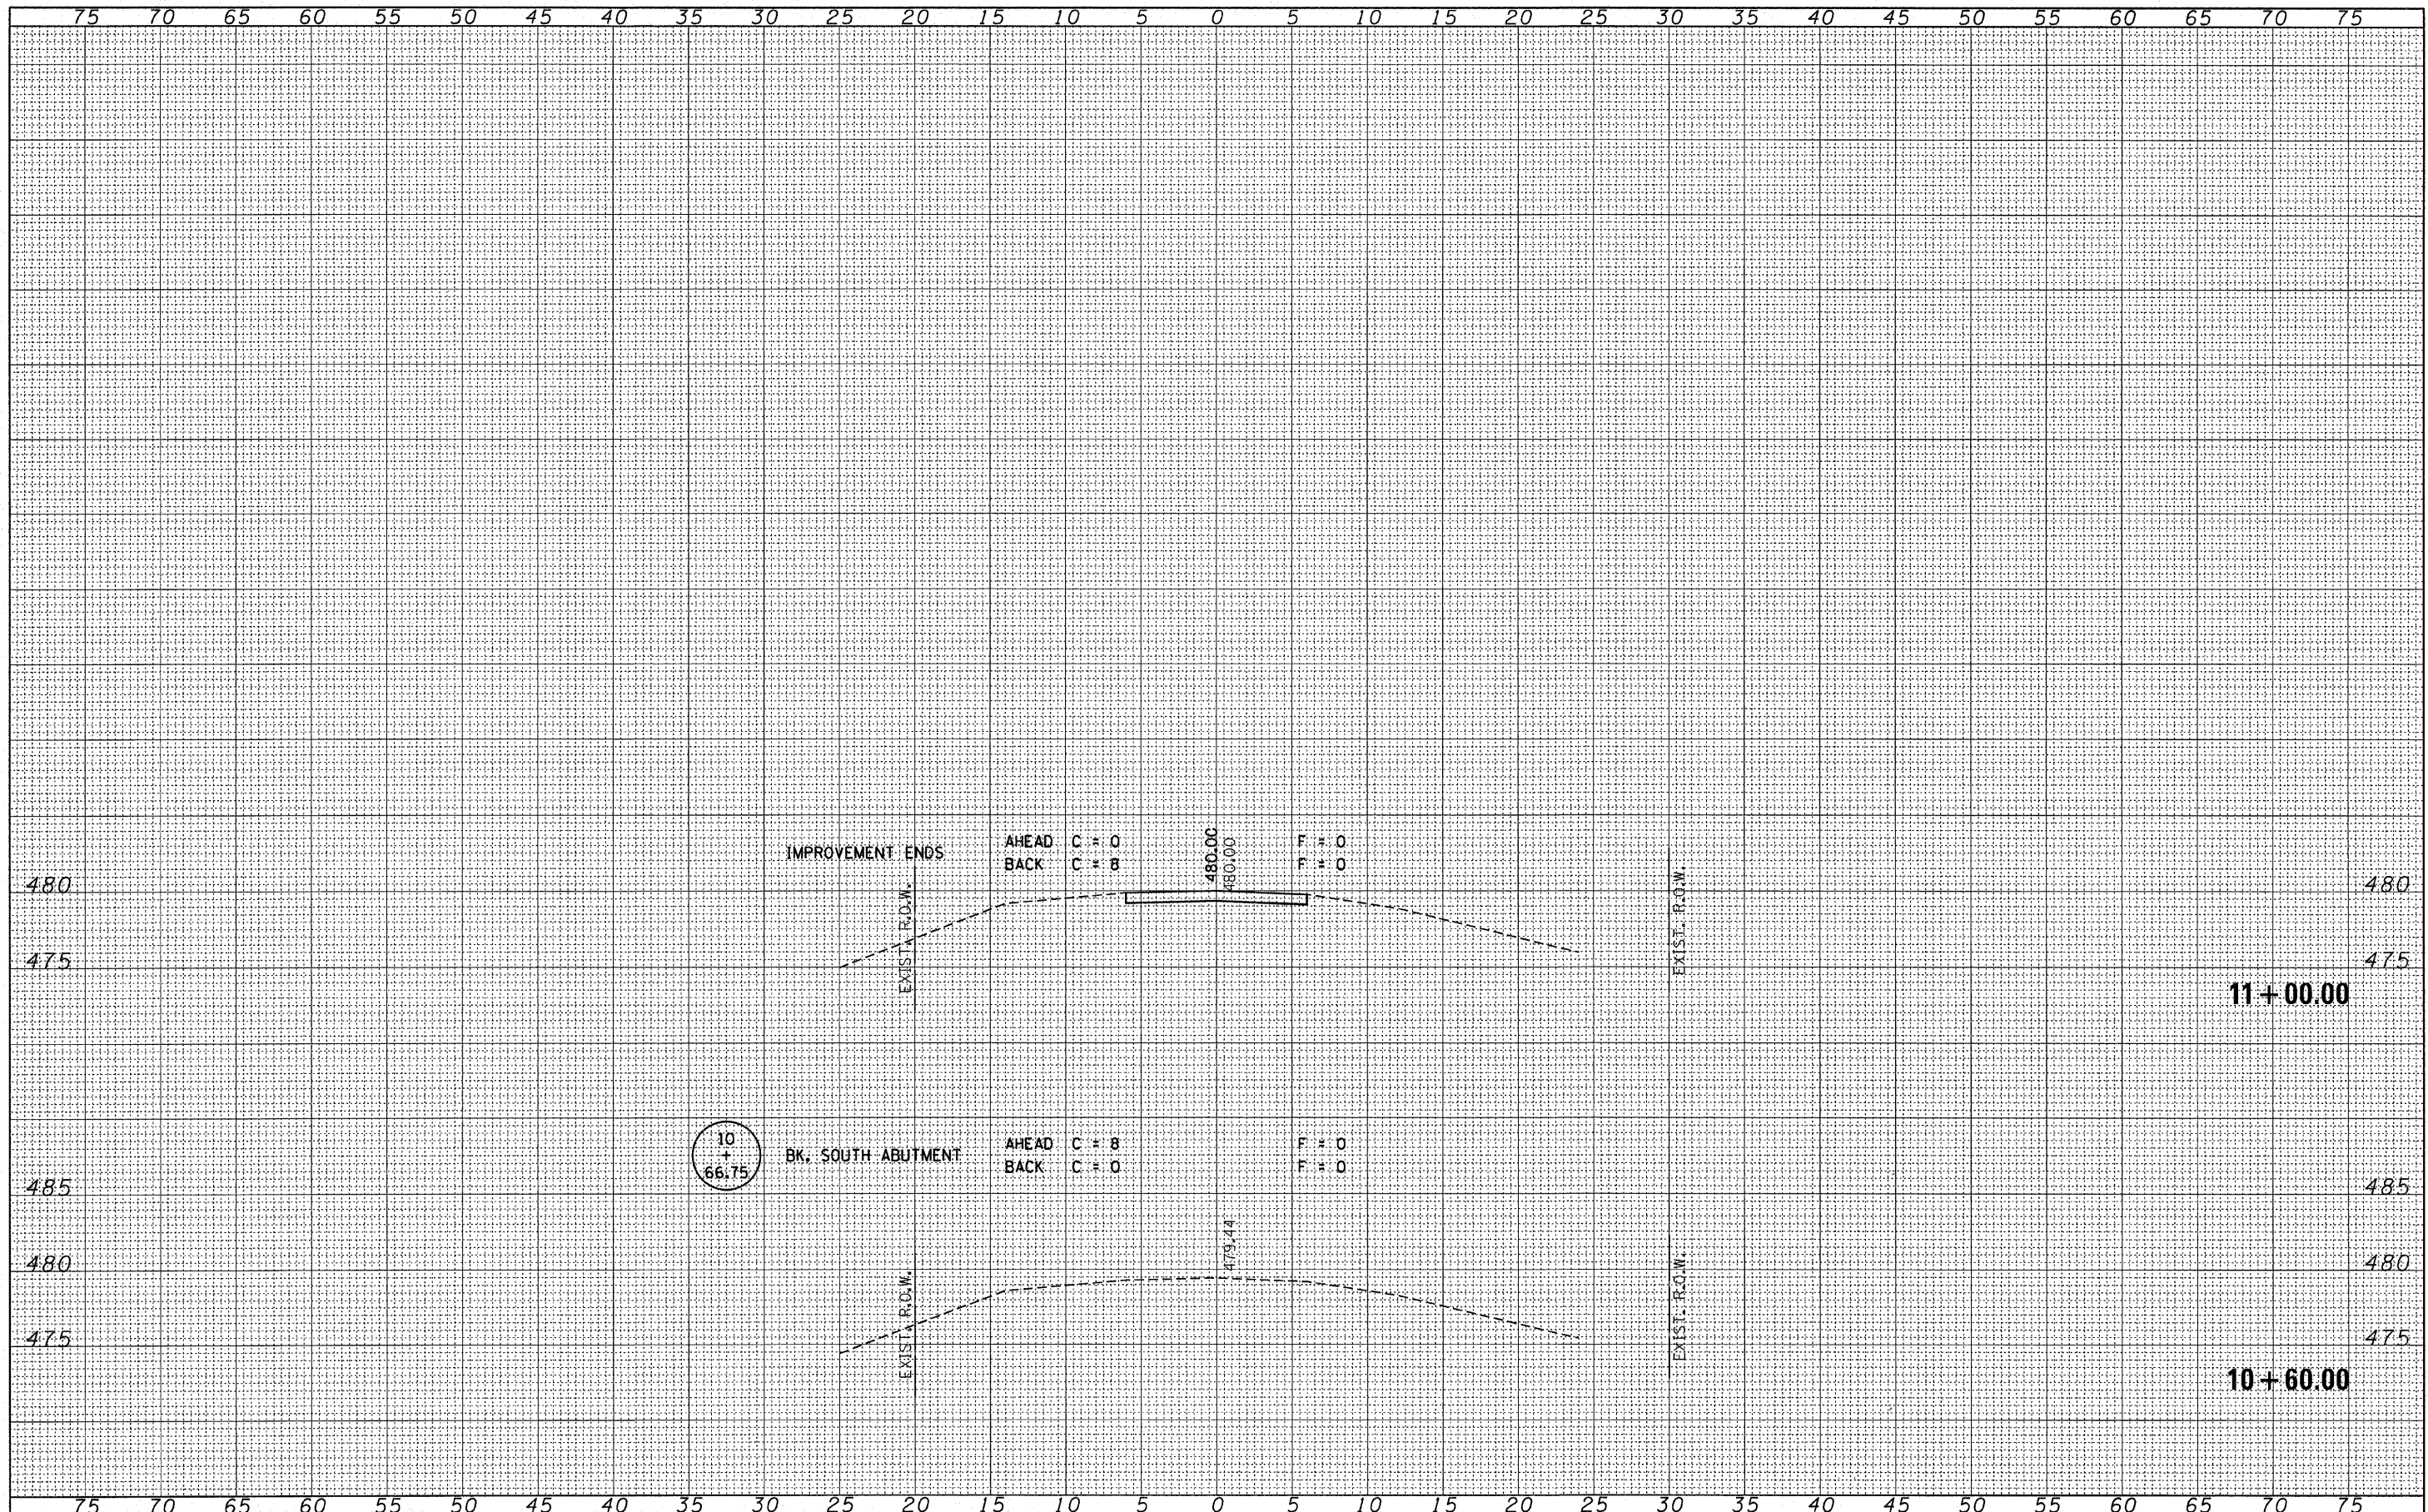 75 70 65 60 55 50 45 40 35 30 25 20 15 10 5 0 5 10 15 20 25 30 35 40 45 50 55 60 65 70 75
IMPROVEMENT ENDS
AHEAD C = 0 F = 0
BACK C = 8 F = 0
480.00
480.00
480 480
EXIST. R.O.W.
EXIST. R.O.W.
475 475
11 + 00.00
10
+
66.75
BK. SOUTH ABUTMENT
AHEAD C = 8 F = 0
BACK C = 0 F = 0
485 485
479.44
480 480
EXIST. R.O.W.
EXIST. R.O.W.
475 475
10 + 60.00
75 70 65 60 55 50 45 40 35 30 25 20 15 10 5 0 5 10 15 20 25 30 35 40 45 50 55 60 65 70 75